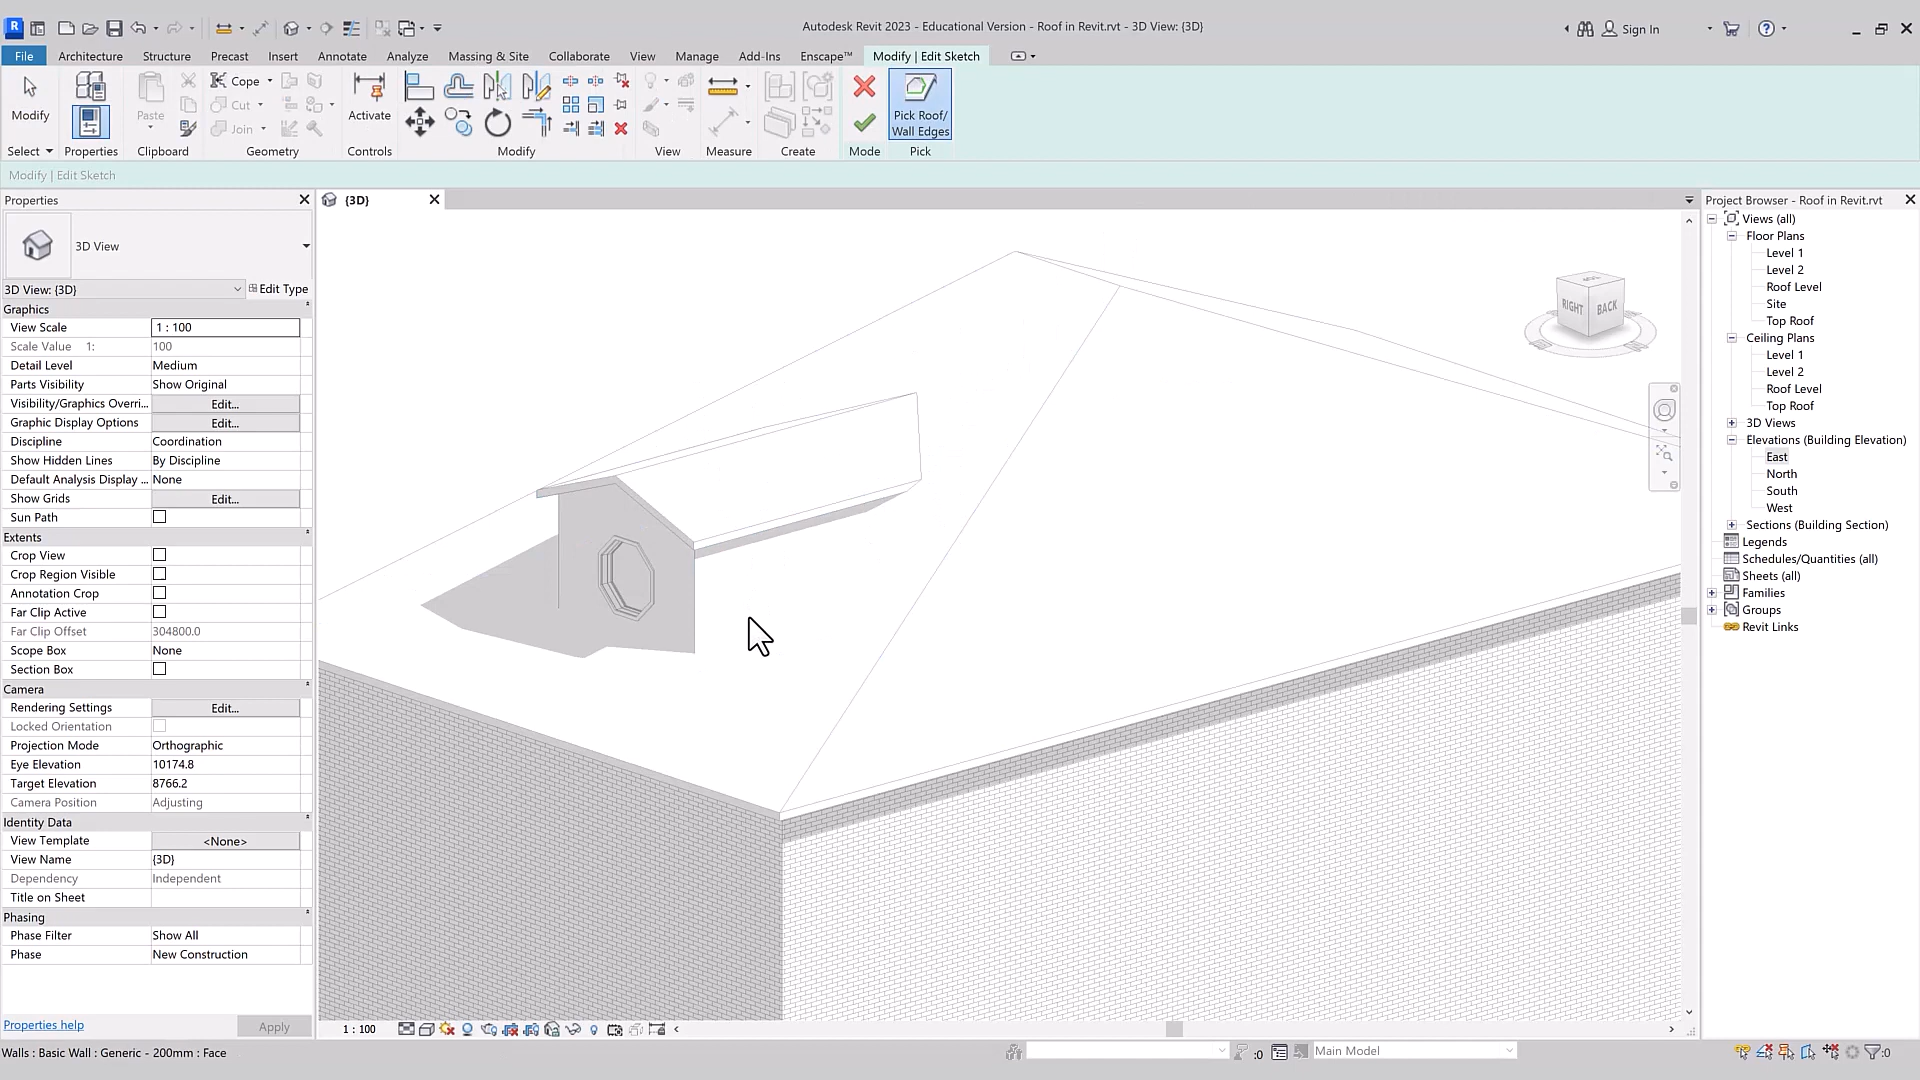 Autodesk Revit 2023 - Educational Version - Roof in Revit.rvt - 3D View: {3D}
Sign In
File Architecture Structure Precast Insert Annotate Analyze Massing & Site Collaborate View Manage Add-Ins Enscape™ Modify | Edit Sketch
Modify
Paste
Cope
Cut
Join
Activate
Pick Roof/
Wall Edges
Select Properties Clipboard Geometry Controls Modify View Measure Create Mode Pick
Modify | Edit Sketch
Properties
3D View
3D View: {3D} Edit Type
Graphics
View Scale 1 : 100
Scale Value 1: 100
Detail Level Medium
Parts Visibility Show Original
Visibility/Graphics Overri... Edit...
Graphic Display Options Edit...
Discipline Coordination
Show Hidden Lines By Discipline
Default Analysis Display ... None
Show Grids Edit...
Sun Path
Extents
Crop View
Crop Region Visible
Annotation Crop
Far Clip Active
Far Clip Offset 304800.0
Scope Box None
Section Box
Camera
Rendering Settings Edit...
Locked Orientation
Projection Mode Orthographic
Eye Elevation 10174.8
Target Elevation 8766.2
Camera Position Adjusting
Identity Data
View Template <None>
View Name {3D}
Dependency Independent
Title on Sheet
Phasing
Phase Filter Show All
Phase New Construction
Properties help Apply
{3D}
RIGHT BACK
1 : 100
Project Browser - Roof in Revit.rvt
Views (all)
Floor Plans
Level 1
Level 2
Roof Level
Site
Top Roof
Ceiling Plans
Level 1
Level 2
Roof Level
Top Roof
3D Views
Elevations (Building Elevation)
East
North
South
West
Sections (Building Section)
Legends
Schedules/Quantities (all)
Sheets (all)
Families
Groups
Revit Links
Walls : Basic Wall : Generic - 200mm : Face
:0
Main Model
:0